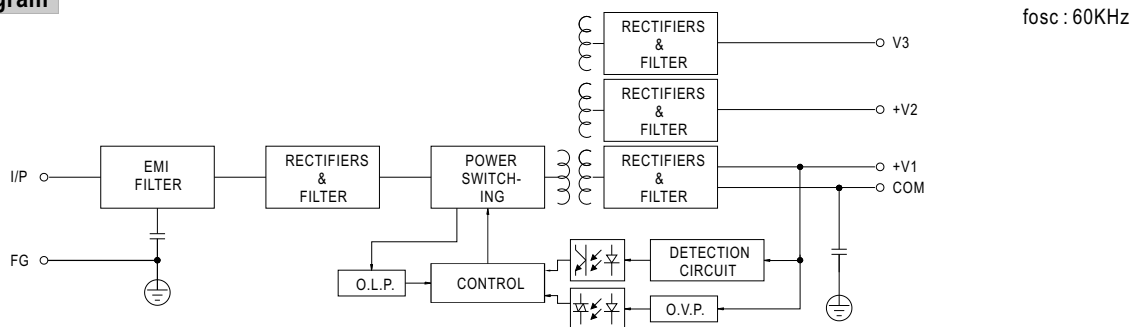 fosc : 60KHz
RECTIFIERS
&
FILTER
V3
RECTIFIERS
&
FILTER
+V2
I/P
EMI
FILTER
RECTIFIERS
&
FILTER
POWER
SWITCH-
ING
RECTIFIERS
&
FILTER
+V1
COM
FG
O.L.P.
CONTROL
DETECTION
CIRCUIT
O.V.P.